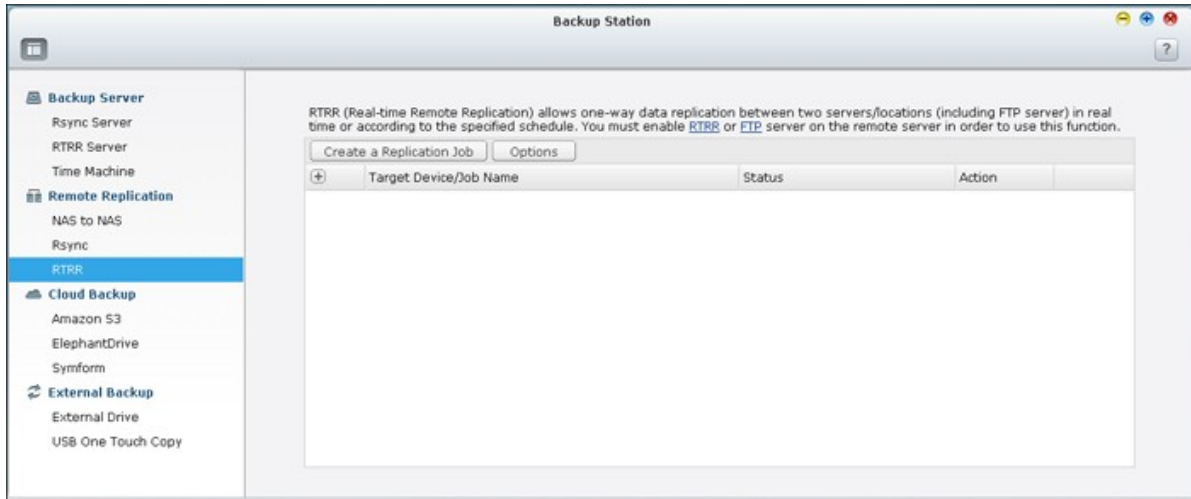 Backup Station
?
Backup Server
Rsync Server
RTRR Server
Time Machine
Remote Replication
NAS to NAS
Rsync
RTRR
Cloud Backup
Amazon S3
ElephantDrive
Symform
External Backup
External Drive
USB One Touch Copy
RTRR (Real-time Remote Replication) allows one-way data replication between two servers/locations (including FTP server) in real
time or according to the specified schedule. You must enable RTRR or FTP server on the remote server in order to use this function.
Create a Replication Job Options
Target Device/Job Name Status Action